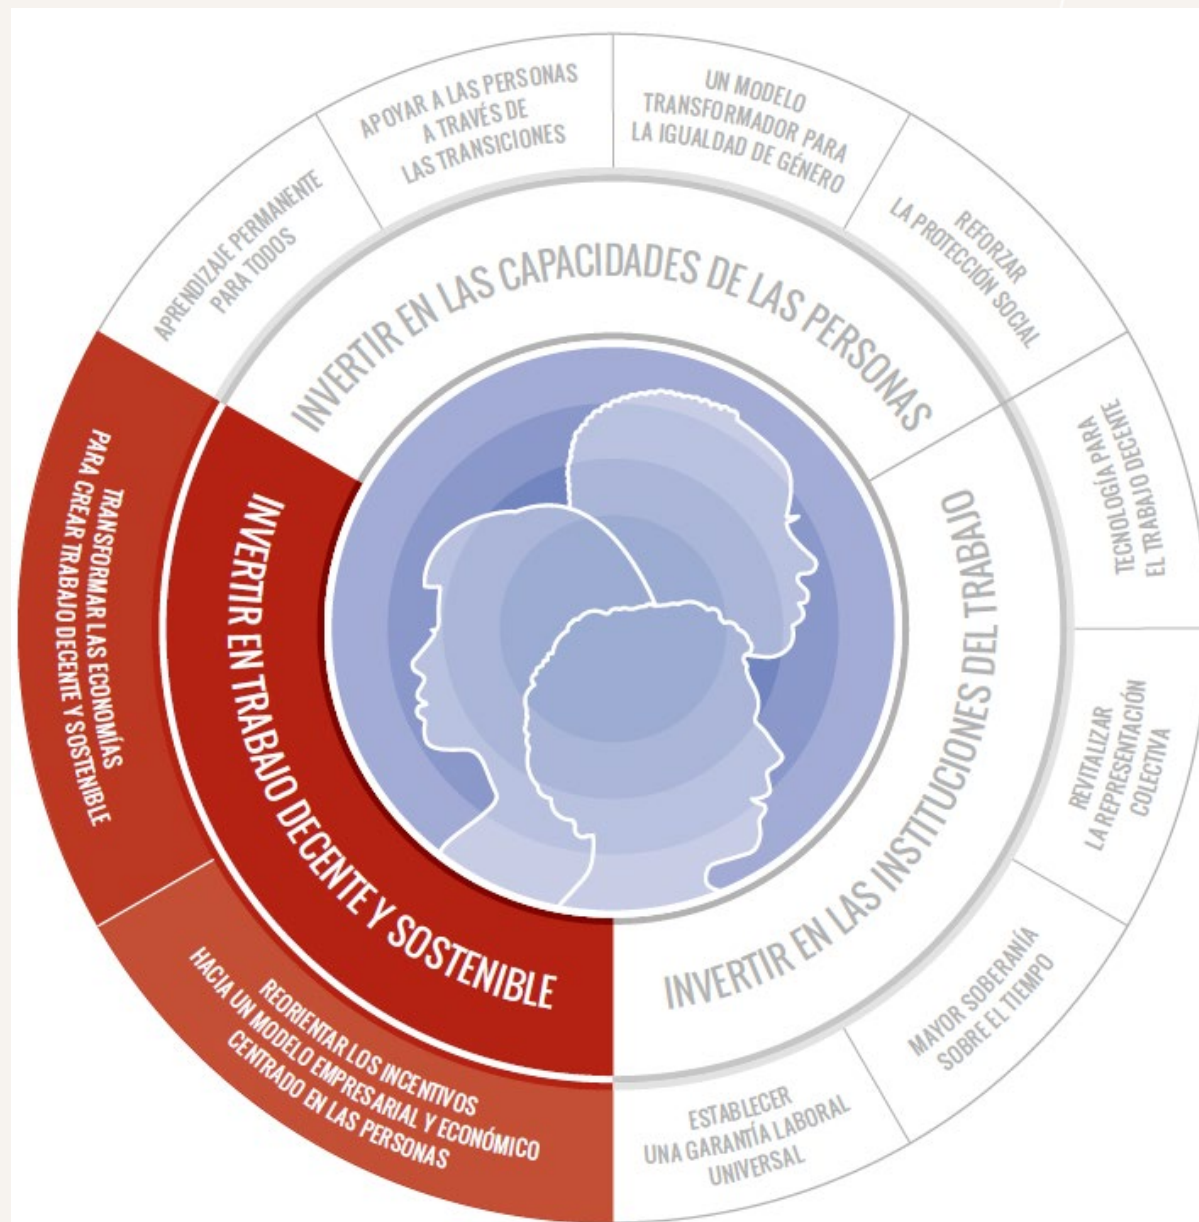 APOYAR A LAS PERSONAS
A TRAVÉS DE
LAS TRANSICIONES
UN MODELO
TRANSFORMADOR PARA
LA IGUALDAD DE GÉNERO
REFORZAR
LA PROTECCIÓN SOCIAL
TECNOLOGÍA PARA
EL TRABAJO DECENTE
REVITALIZAR
LA REPRESENTACIÓN
COLECTIVA
MAYOR SOBERANÍA
SOBRE EL TIEMPO
ESTABLECER
UNA GARANTÍA LABORAL
UNIVERSAL
REORIENTAR LOS INCENTIVOS
HACIA UN MODELO EMPRESARIAL Y ECONÓMICO
CENTRADO EN LAS PERSONAS
TRANSFORMAR LAS ECONOMÍAS
PARA CREAR TRABAJO DECENTE Y SOSTENIBLE
APRENDIZAJE PERMANENTE
PARA TODOS
INVERTIR EN LAS CAPACIDADES DE LAS PERSONAS
INVERTIR EN LAS INSTITUCIONES DEL TRABAJO
INVERTIR EN TRABAJO DECENTE Y SOSTENIBLE